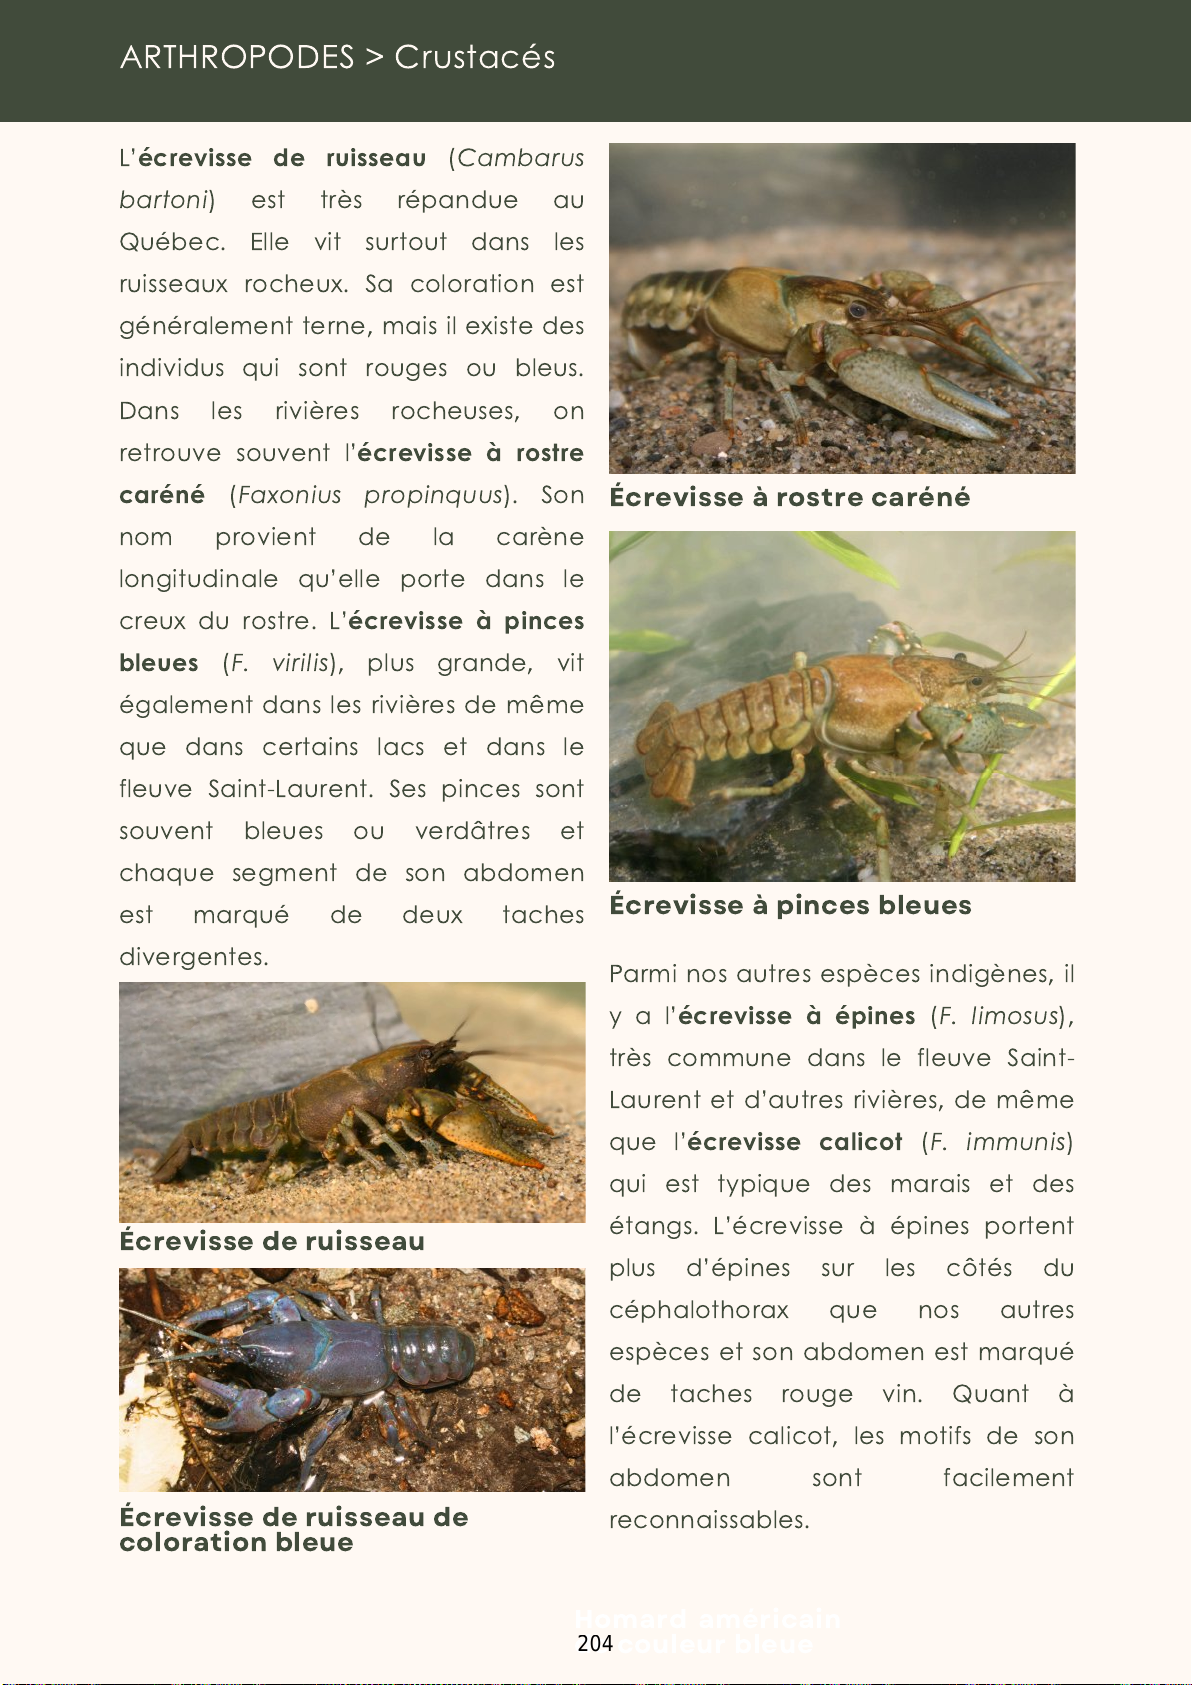 ARTHROPODES > Crustacés
L'écrevisse de ruisseau (Cambarus
bartoni) est très répandue au
Québec. Elle vit surtout dans les
ruisseaux rocheux. Sa coloration est
généralement terne, mais il existe des
individus qui sont rouges ou bleus.
Dans les rivières rocheuses, on
retrouve souvent l'écrevisse à rostre
caréné (Faxonius propinquus). Son
nom provient de la carène
longitudinale qu'elle porte dans le
creux du rostre. L'écrevisse à pinces
bleues (F. virilis), plus grande, vit
également dans les rivières de même
que dans certains lacs et dans le
fleuve Saint-Laurent. Ses pinces sont
souvent bleues ou verdâtres et
chaque segment de son abdomen
est marqué de deux taches
divergentes.
Écrevisse de ruisseau
Écrevisse de ruisseau de
coloration bleue
Écrevisse à rostre caréné
Écrevisse à pinces bleues
Parmi nos autres espèces indigènes, il
y a l'écrevisse à épines (F. limosus),
très commune dans le fleuve Saint-
Laurent et d'autres rivières, de même
que l'écrevisse calicot (F. immunis)
qui est typique des marais et des
étangs. L'écrevisse à épines portent
plus d'épines sur les côtés du
céphalothorax que nos autres
espèces et son abdomen est marqué
de taches rouge vin. Quant à
l'écrevisse calicot, les motifs de son
abdomen sont facilement
reconnaissables.
Homard américain
couleur bleue
204